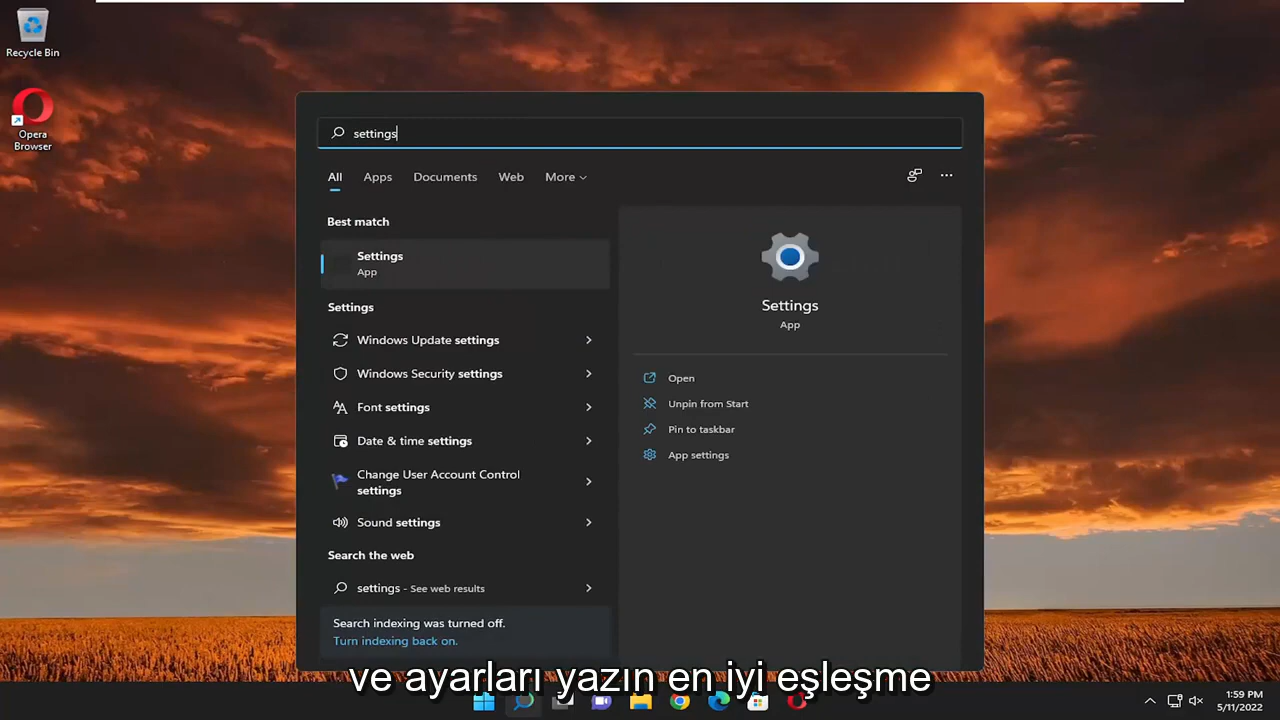 Recycle Bin
Opera
Browser
settings
All Apps Documents Web More
Best match
Settings
App
Settings
Windows Update settings
Windows Security settings
Font settings
Date & time settings
Change User Account Control
settings
Sound settings
Search the web
settings - See web results
Search indexing was turned off.
Turn indexing back on.
Settings
App
Open
Unpin from Start
Pin to taskbar
App settings
ve ayarları yazın en iyi eşleşme
1:59 PM
5/11/2022